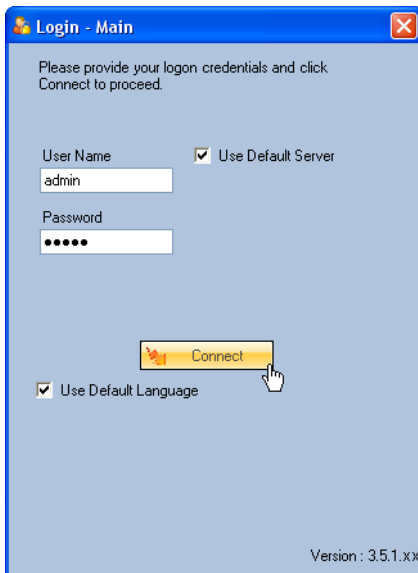 Login - Main
Please provide your logon credentials and click
Connect to proceed.
User Name
Use Default Server
admin
Password
•••••
Connect
Use Default Language
Version : 3.5.1.xx